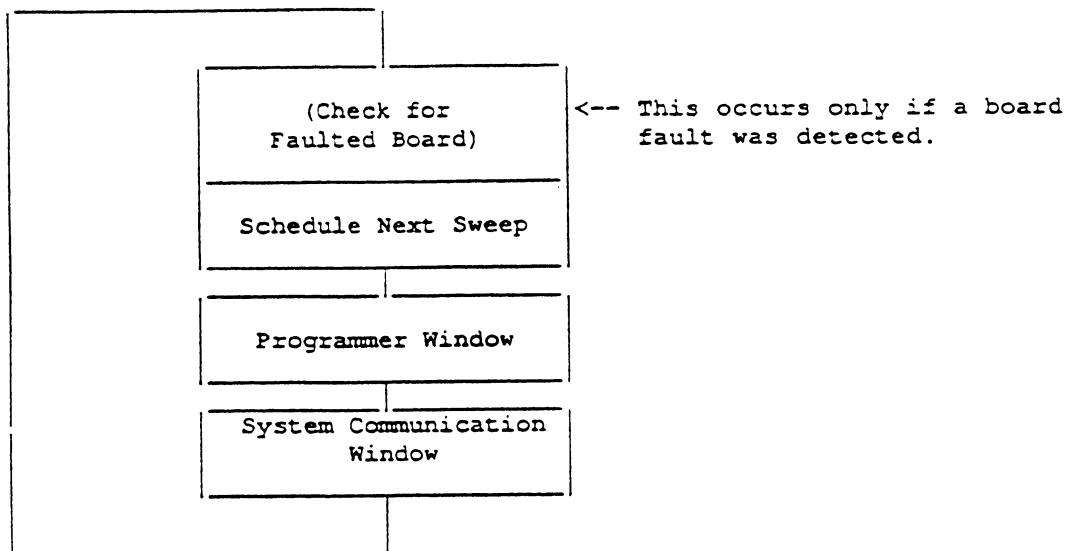 (Check for
Faulted Board)
<-- This occurs only if a board
fault was detected.
Schedule Next Sweep
Programmer Window
System Communication
Window